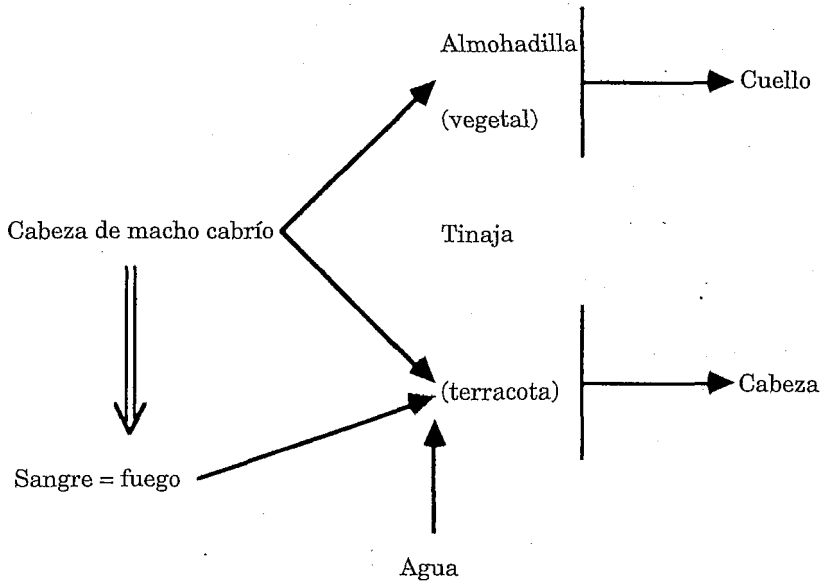 Almohadilla
Cuello
(vegetal)
Cabeza de macho cabrío
Tinaja
(terracota)
Cabeza
Sangre = fuego
Agua